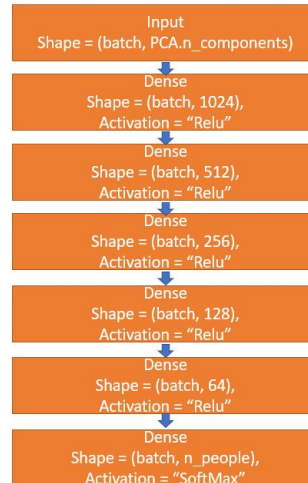 Input
Shape = (batch, PCA.n_components)
Dense
Shape = (batch, 1024),
Activation = “Relu”
Dense
Shape = (batch, 512),
Activation = “Relu”
Dense
Shape = (batch, 256),
Activation = “Relu”
Dense
Shape = (batch, 128),
Activation = “Relu”
Dense
Shape = (batch, 64),
Activation = “Relu”
Dense
Shape = (batch, n_people),
Activation = “SoftMax”